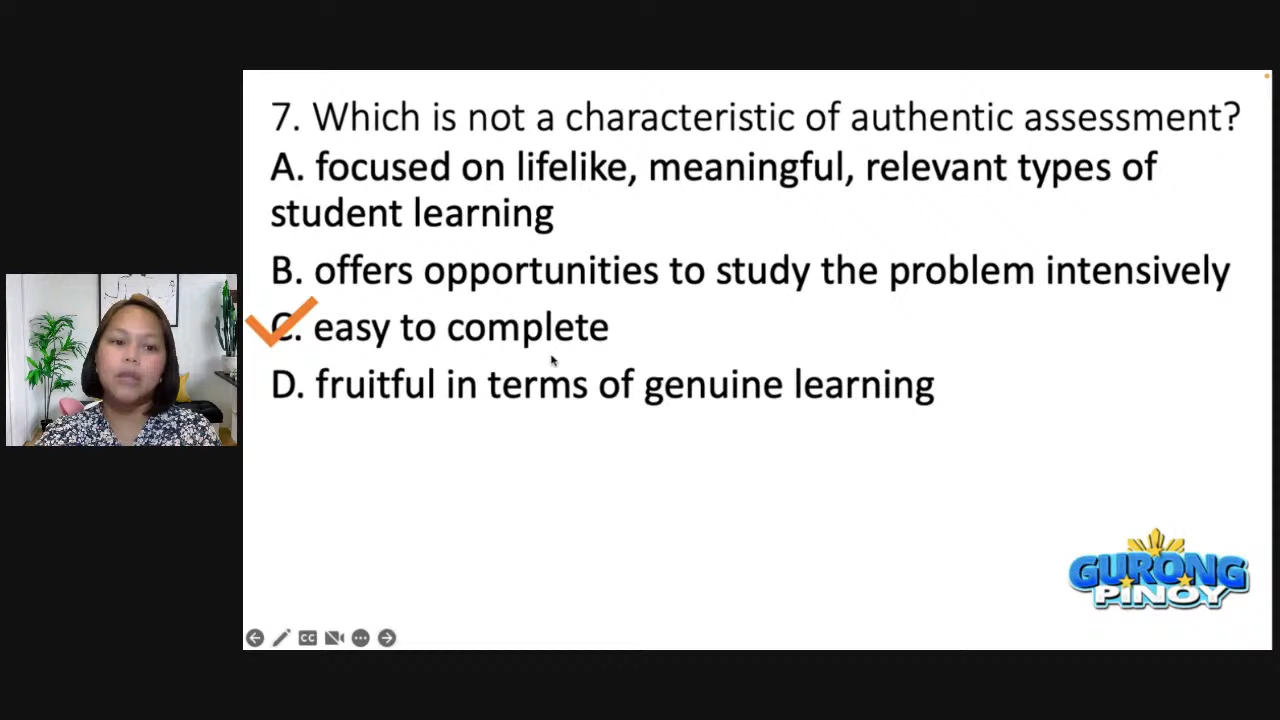 7. Which is not a characteristic of authentic assessment?
A. focused on lifelike, meaningful, relevant types of
student learning
B. offers opportunities to study the problem intensively
C. easy to complete
D. fruitful in terms of genuine learning
GURONG
PINOY
CC